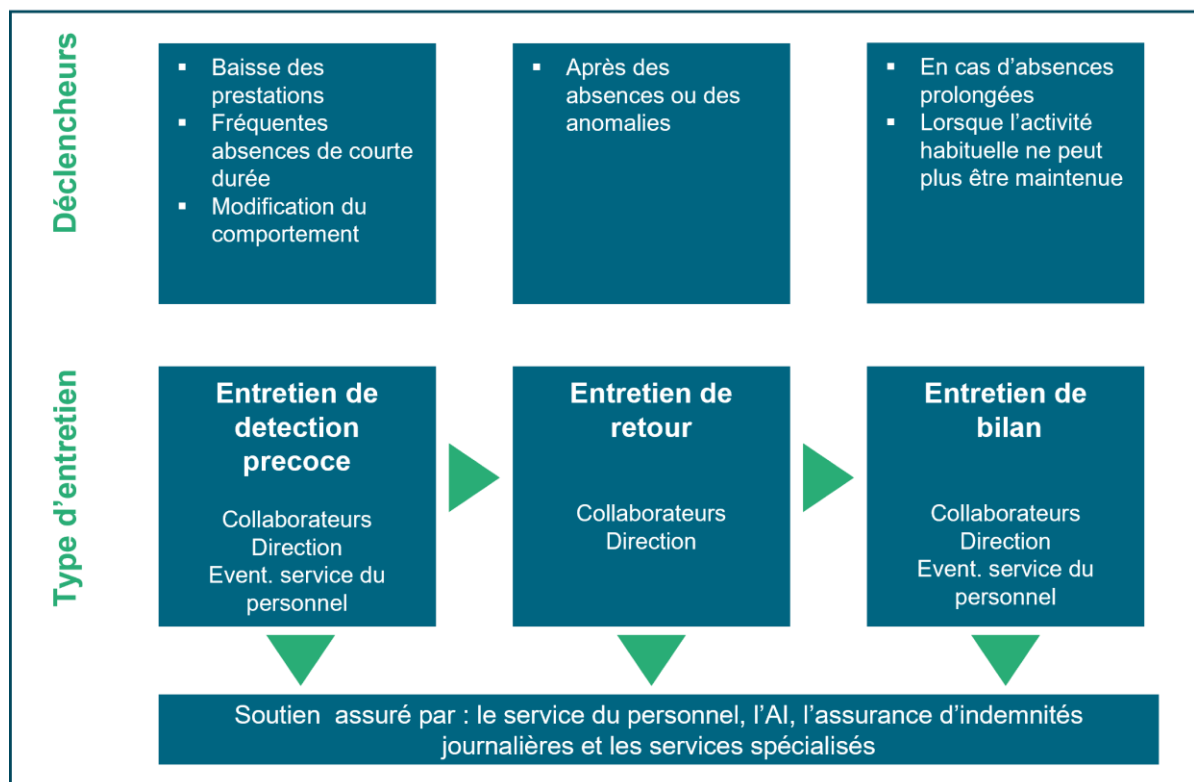 Déclencheurs
▪ Baisse des
prestations
▪ Fréquentes
absences de courte
durée
▪ Modification du
comportement
▪ Après des
absences ou des
anomalies
▪ En cas d’absences
prolongées
▪ Lorsque l’activité
habituelle ne peut
plus être maintenue
Type d’entretien
Entretien de
detection
precoce
Collaborateurs
Direction
Event. service du
personnel
Entretien de
retour
Collaborateurs
Direction
Entretien de
bilan
Collaborateurs
Direction
Event. service du
personnel
Soutien assuré par : le service du personnel, l’AI, l’assurance d’indemnités
journalières et les services spécialisés